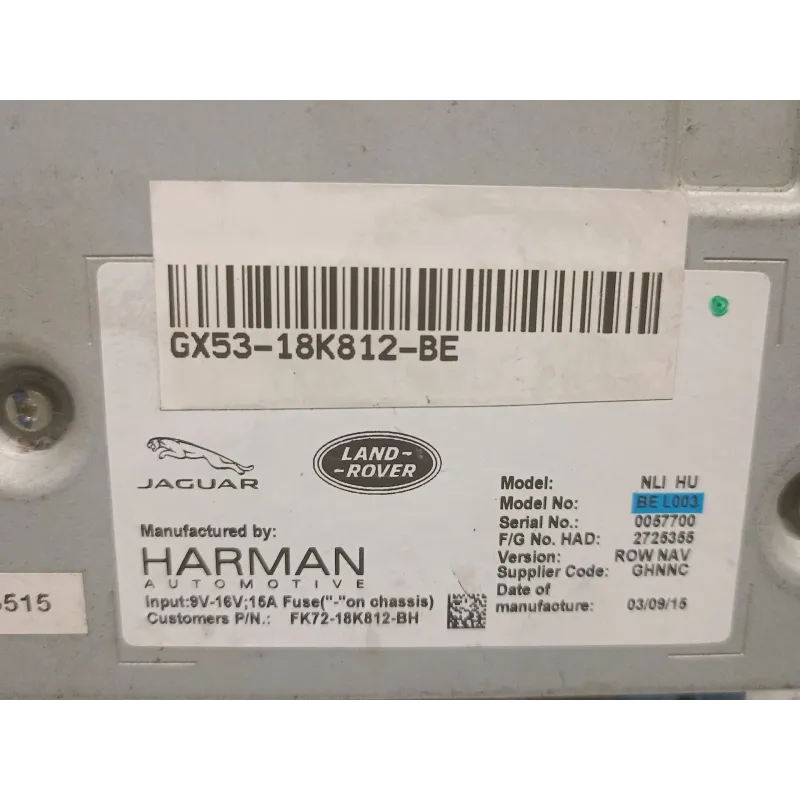 GX53-18K812-BE
JAGUAR
LAND-
-ROVER
Manufactured by:
HARMAN
AUTOMOTIVE
Input:9V-16V;15A Fuse("-"on chassis)
Customers P/N.: FK72-18K812-BH
Model: NLI HU
Model No: BE L003
Serial No.: 0057700
F/G No. HAD: 2725355
Version: ROW NAV
Supplier Code: GHNNC
Date of
manufacture: 03/09/15
515